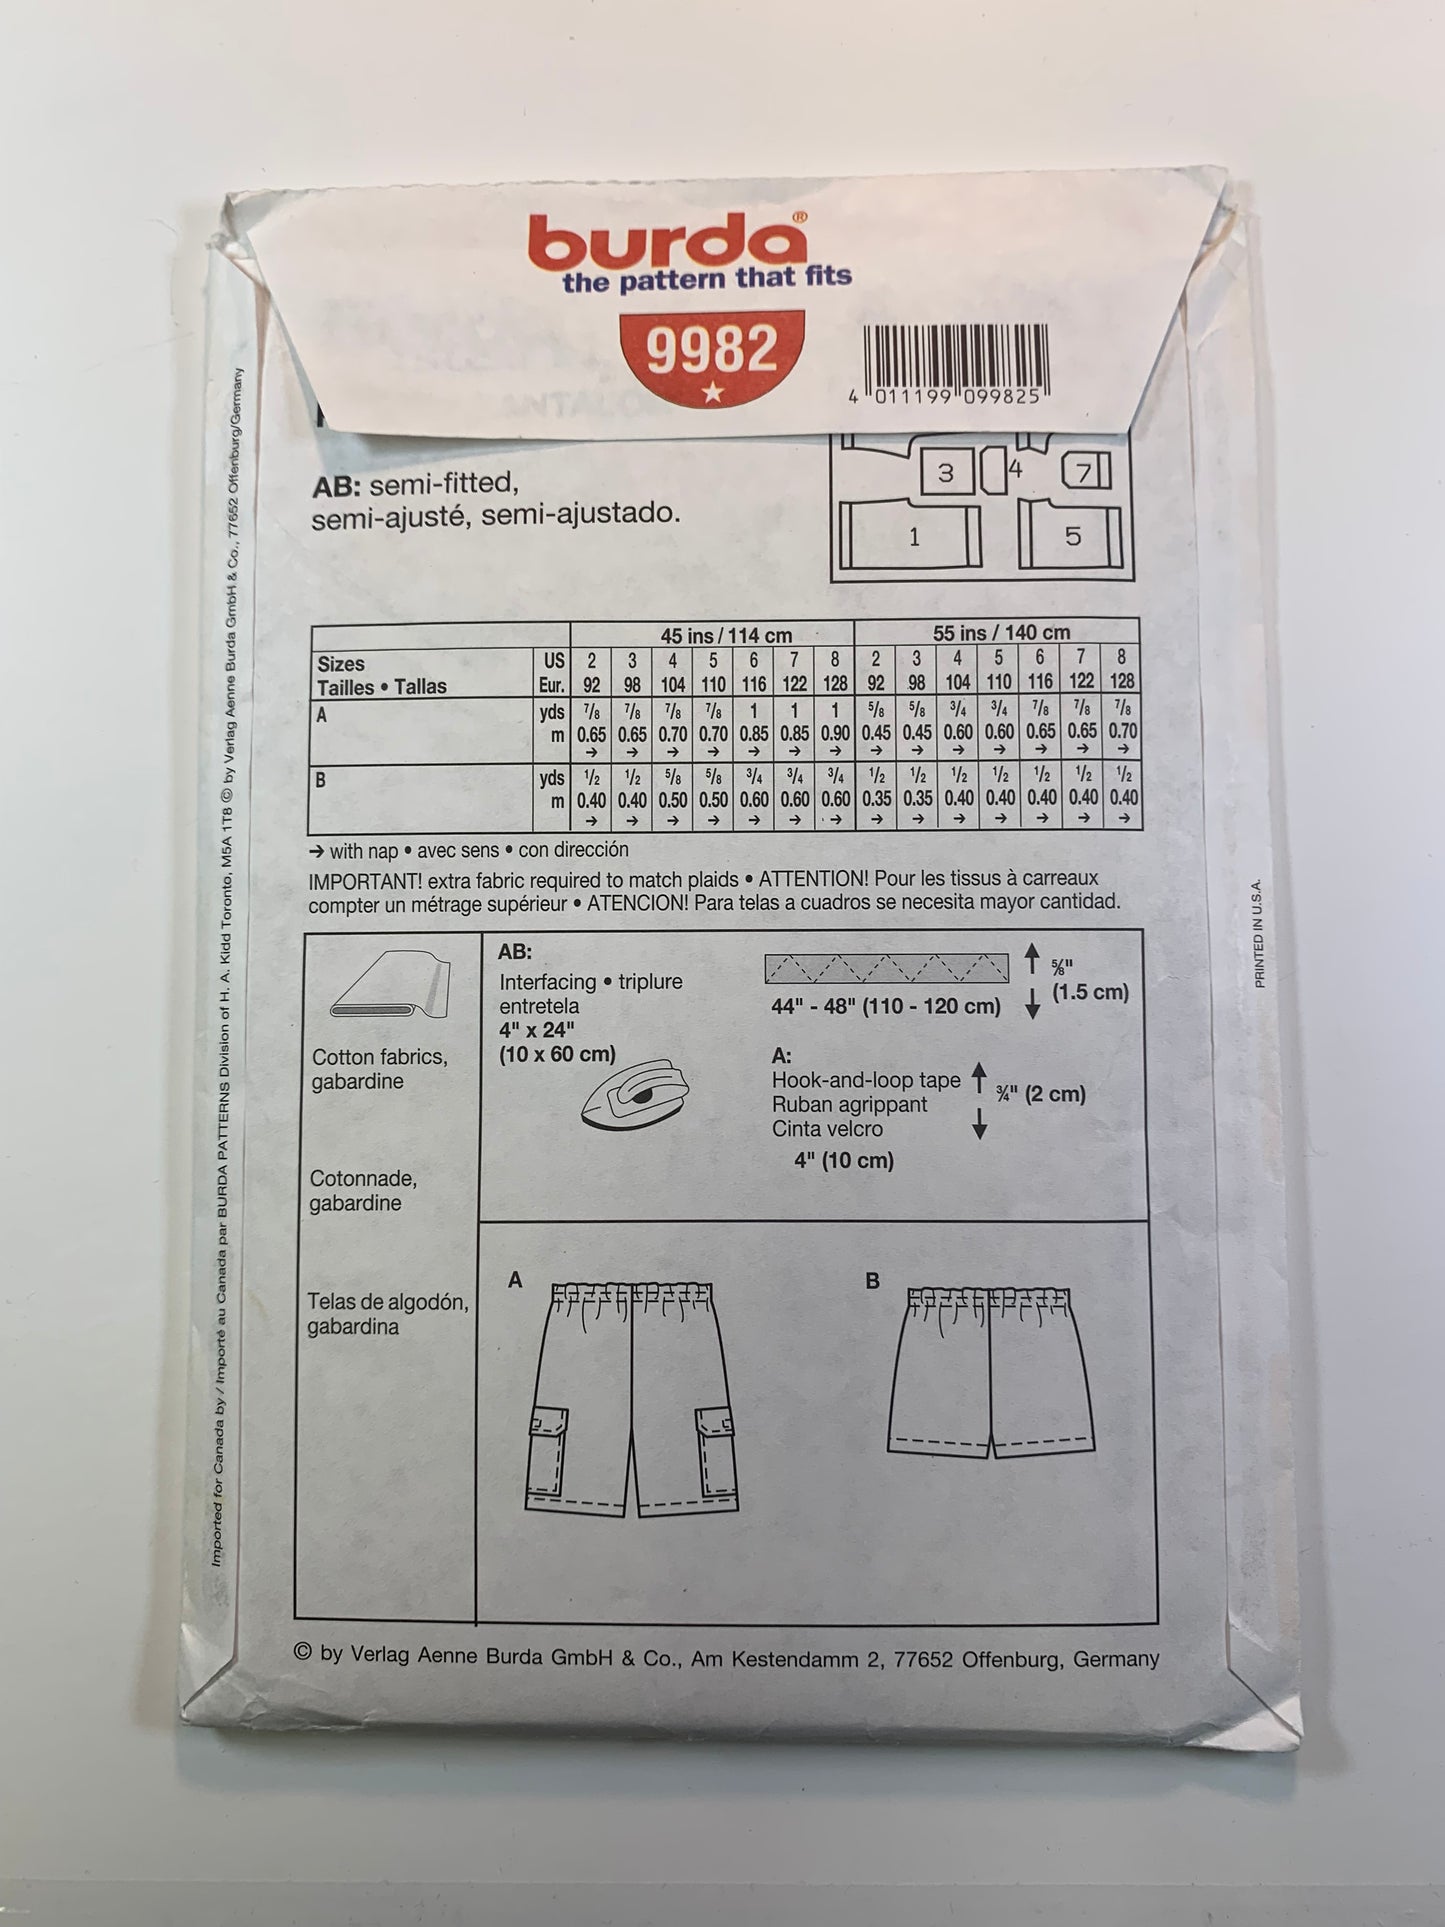 burda®
the pattern that fits
9982
4 011199 099825
AB: semi-fitted,
semi-ajusté, semi-ajustado.
3 4 7
1 5
45 ins / 114 cm 55 ins / 140 cm
Sizes US 2 3 4 5 6 7 8 2 3 4 5 6 7 8
Tailles • Tallas Eur. 92 98 104 110 116 122 128 92 98 104 110 116 122 128
A yds 7/8 7/8 7/8 7/8 1 1 1 5/8 5/8 3/4 3/4 7/8 7/8 7/8
m 0.65 0.65 0.70 0.70 0.85 0.85 0.90 0.45 0.45 0.60 0.60 0.65 0.65 0.70
→ → → → → → → → → → → → → →
B yds 1/2 1/2 5/8 5/8 3/4 3/4 3/4 1/2 1/2 1/2 1/2 1/2 1/2 1/2
m 0.40 0.40 0.50 0.50 0.60 0.60 0.60 0.35 0.35 0.40 0.40 0.40 0.40 0.40
→ → → → → → → → → → → → → →
→ with nap • avec sens • con dirección
IMPORTANT! extra fabric required to match plaids • ATTENTION! Pour les tissus à carreaux
compter un métrage supérieur • ATENCION! Para telas a cuadros se necesita mayor cantidad.
Cotton fabrics,
gabardine
Cotonnade,
gabardine
Telas de algodón,
gabardina
AB:
Interfacing • triplure
entretela
4" x 24"
(10 x 60 cm)
5/8"
(1.5 cm)
44" - 48" (110 - 120 cm)
A:
Hook-and-loop tape
Ruban agrippant
Cinta velcro
3/4" (2 cm)
4" (10 cm)
A
B
© by Verlag Aenne Burda GmbH & Co., Am Kestendamm 2, 77652 Offenburg, Germany
Imported for Canada by / Importé au Canada par BURDA PATTERNS Division of H. A. Kidd Toronto, M5A 1T8 © by Verlag Aenne Burda GmbH & Co., 77652 Offenburg/Germany
PRINTED IN U.S.A.